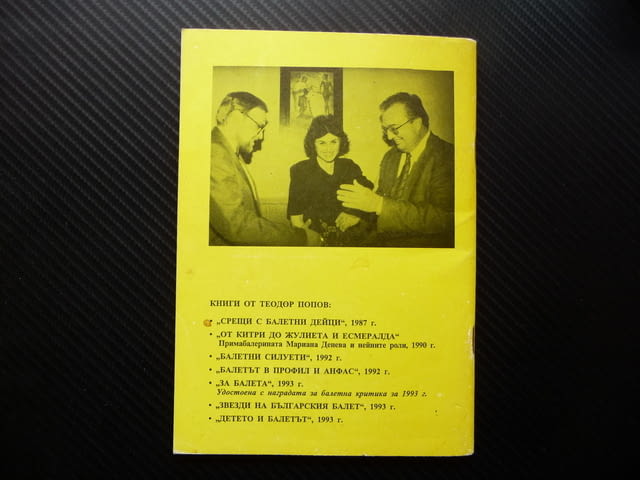 КНИГИ ОТ ТЕОДОР ПОПОВ:
• „СРЕЩИ С БАЛЕТНИ ДЕЙЦИ“, 1987 г.
• „ОТ КИТРИ ДО ЖУЛИЕТА И ЕСМЕРАЛДА“
Примабалерината Мариана Денева и нейните роли, 1990 г.
• „БАЛЕТНИ СИЛУЕТИ“, 1992 г.
• „БАЛЕТЪТ В ПРОФИЛ И АНФАС“, 1992 г.
• „ЗА БАЛЕТА“, 1993 г.
Удостоена с наградата за балетна критика за 1993 г.
• „ЗВЕЗДИ НА БЪЛГАРСКИЯ БАЛЕТ“, 1993 г.
• „ДЕТЕТО И БАЛЕТЪТ“, 1993 г.